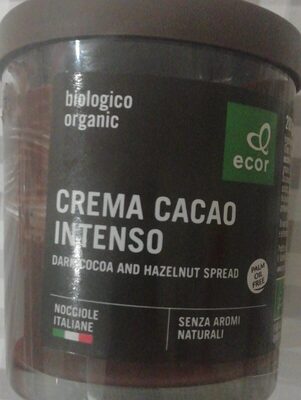 biologico
organic
ecor
CREMA CACAO
INTENSO
DARK COCOA AND HAZELNUT SPREAD
PALM
OIL
FREE
NOCCIOLE
ITALIANE
SENZA AROMI
NATURALI